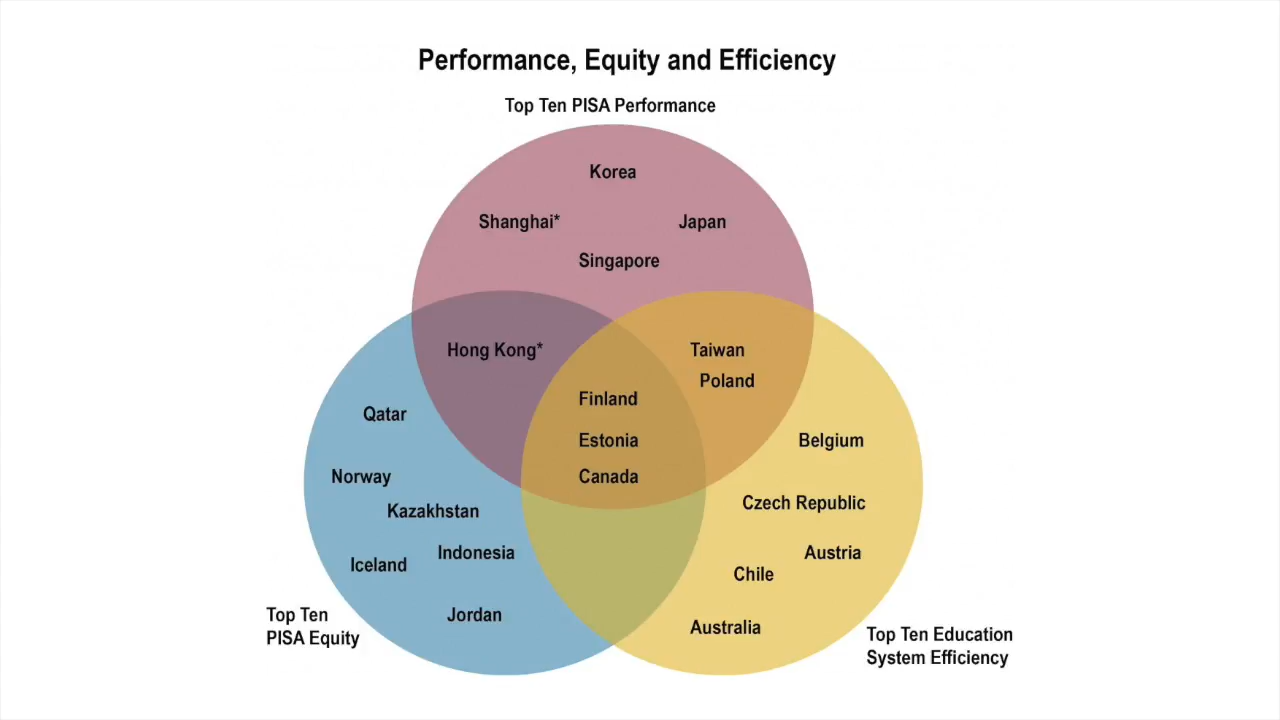 Performance, Equity and Efficiency
Top Ten PISA Performance
Korea
Shanghai*
Japan
Singapore
Hong Kong*
Taiwan
Poland
Finland
Estonia
Canada
Qatar
Norway
Kazakhstan
Indonesia
Iceland
Jordan
Belgium
Czech Republic
Austria
Chile
Australia
Top Ten
PISA Equity
Top Ten Education
System Efficiency